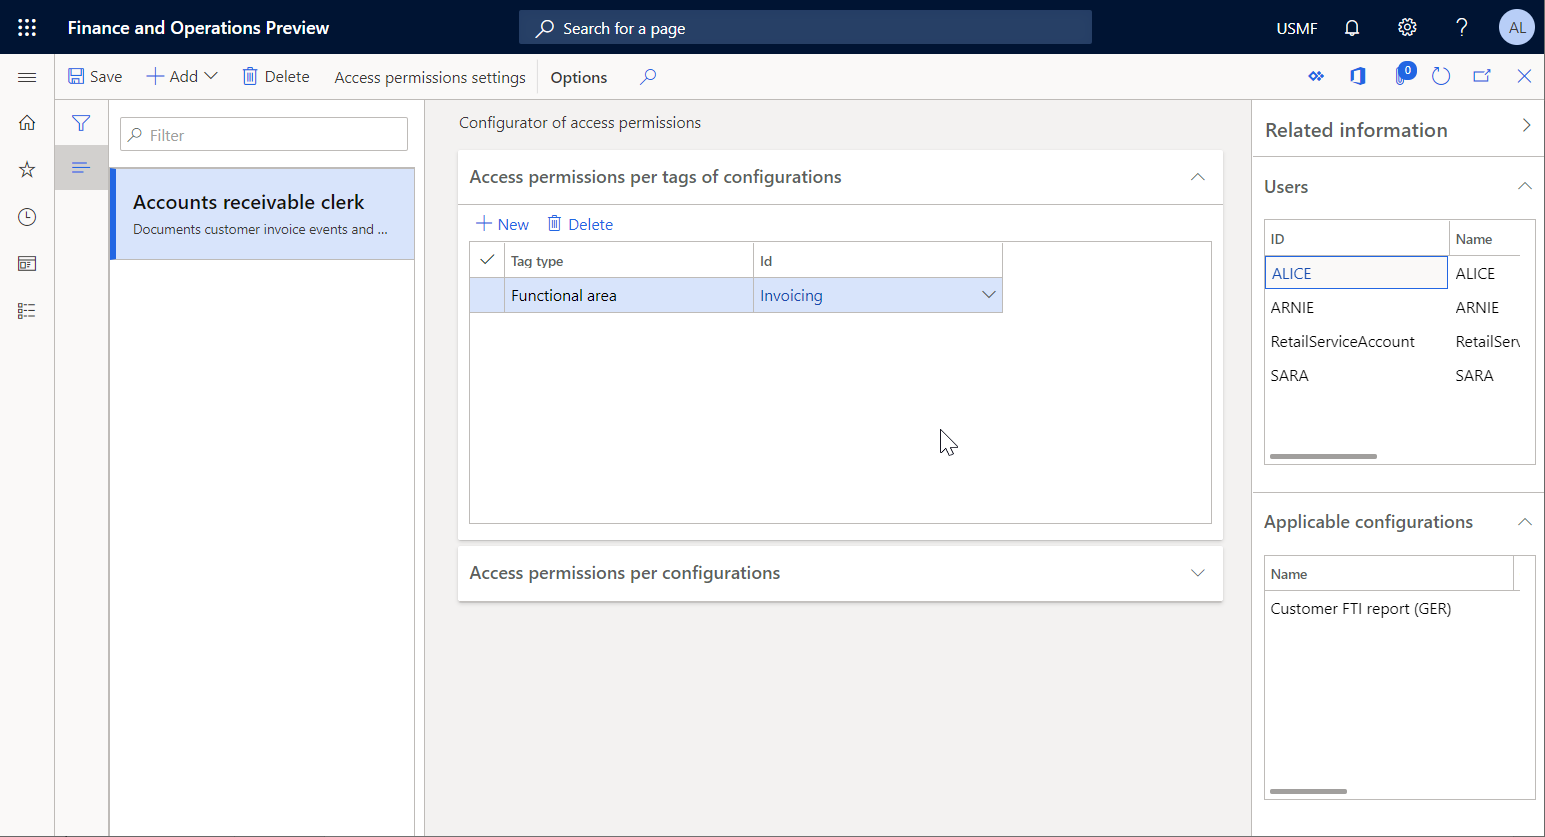 Finance and Operations Preview
Search for a page
USMF
AL
Save
Add
Delete
Access permissions settings
Options
0
Filter
Accounts receivable clerk
Documents customer invoice events and ...
Configurator of access permissions
Access permissions per tags of configurations
New
Delete
Tag type
Id
Functional area
Invoicing
Access permissions per configurations
Related information
Users
ID
Name
ALICE
ALICE
ARNIE
ARNIE
RetailServiceAccount
RetailSer
SARA
SARA
Applicable configurations
Name
Customer FTI report (GER)